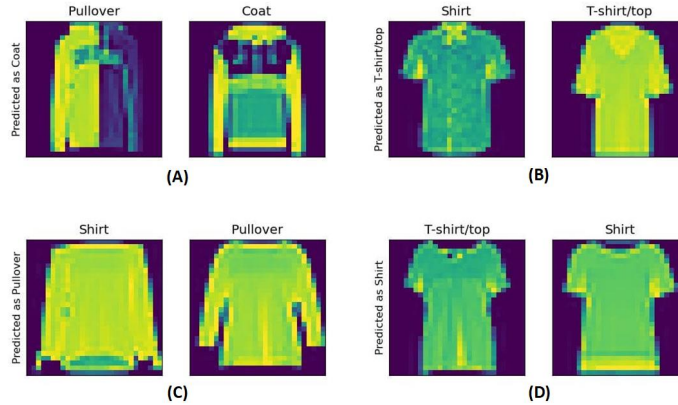 Pullover
Coat
Predicted as Coat
(A)
Shirt
T-shirt/top
Predicted as T-shirt/top
(B)
Shirt
Pullover
Predicted as Pullover
(C)
T-shirt/top
Shirt
Predicted as Shirt
(D)